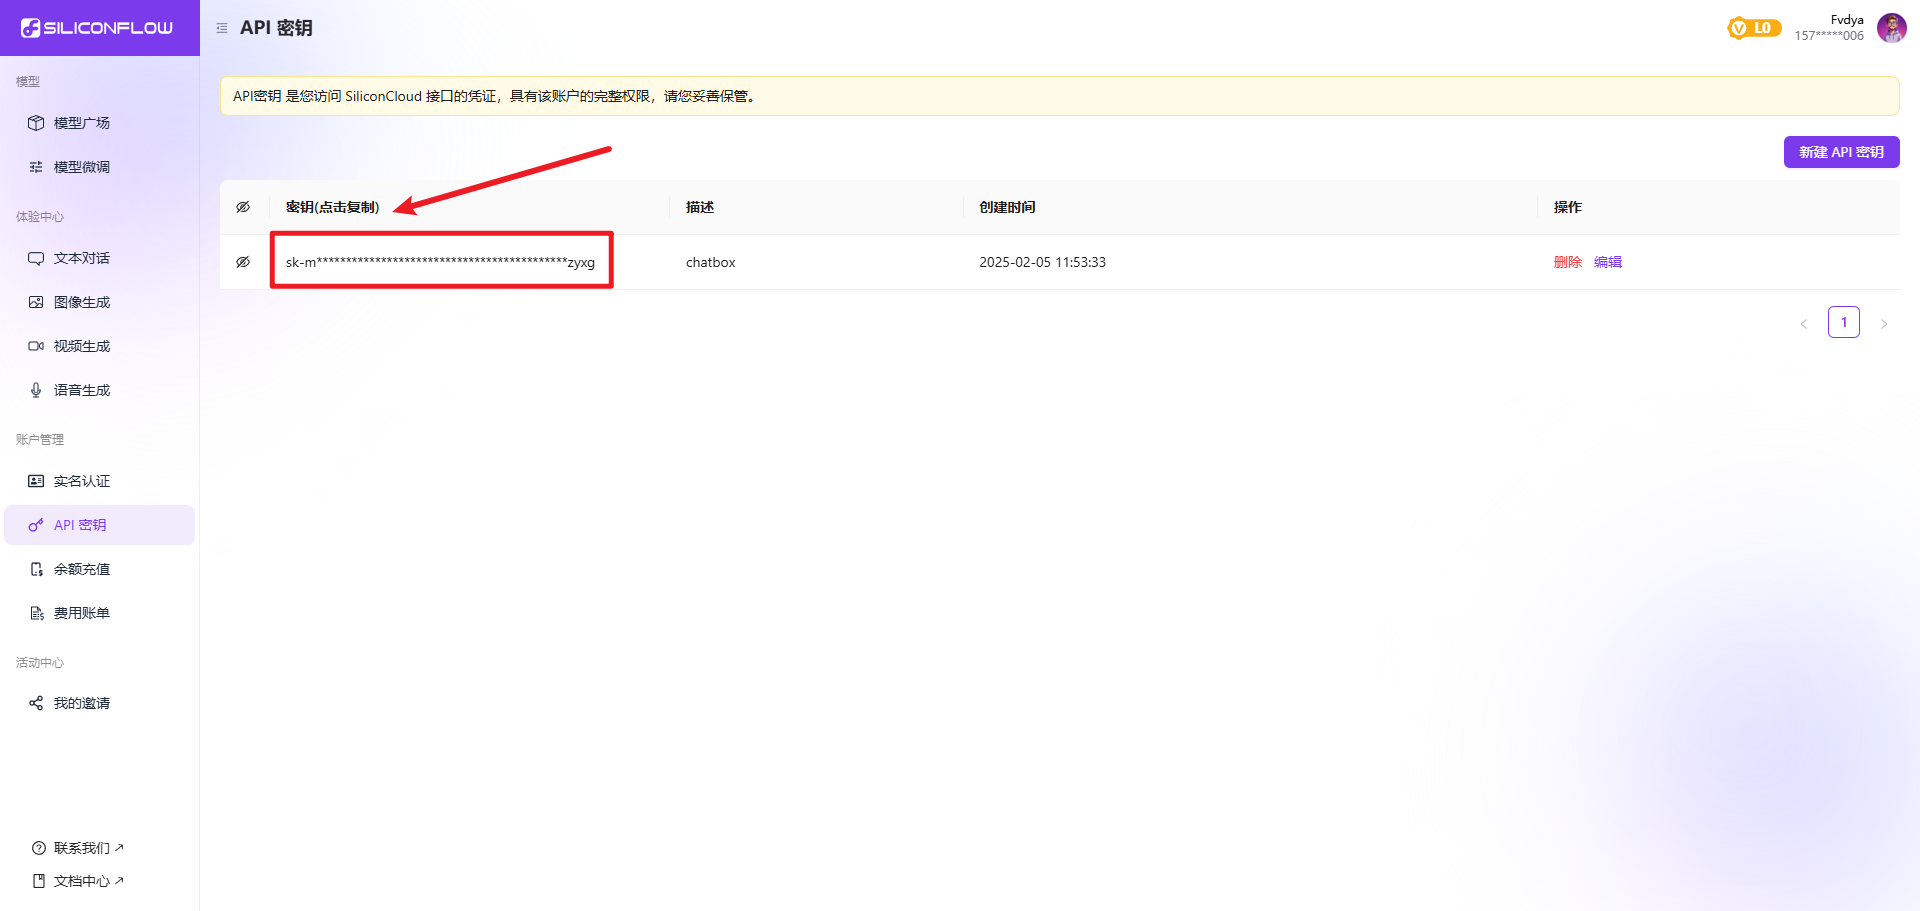 SILICONFLOW
API 密钥
L0
Fvdya
157*****006
模型
模型广场
模型微调
体验中心
文本对话
图像生成
视频生成
语音生成
账户管理
实名认证
API 密钥
余额充值
费用账单
活动中心
我的邀请
联系我们
文档中心
API密钥 是您访问 SiliconCloud 接口的凭证，具有该账户的完整权限，请您妥善保管。
新建 API 密钥
密钥(点击复制) 描述 创建时间 操作
sk-m********************************************zyxg chatbox 2025-02-05 11:53:33 删除 编辑
1